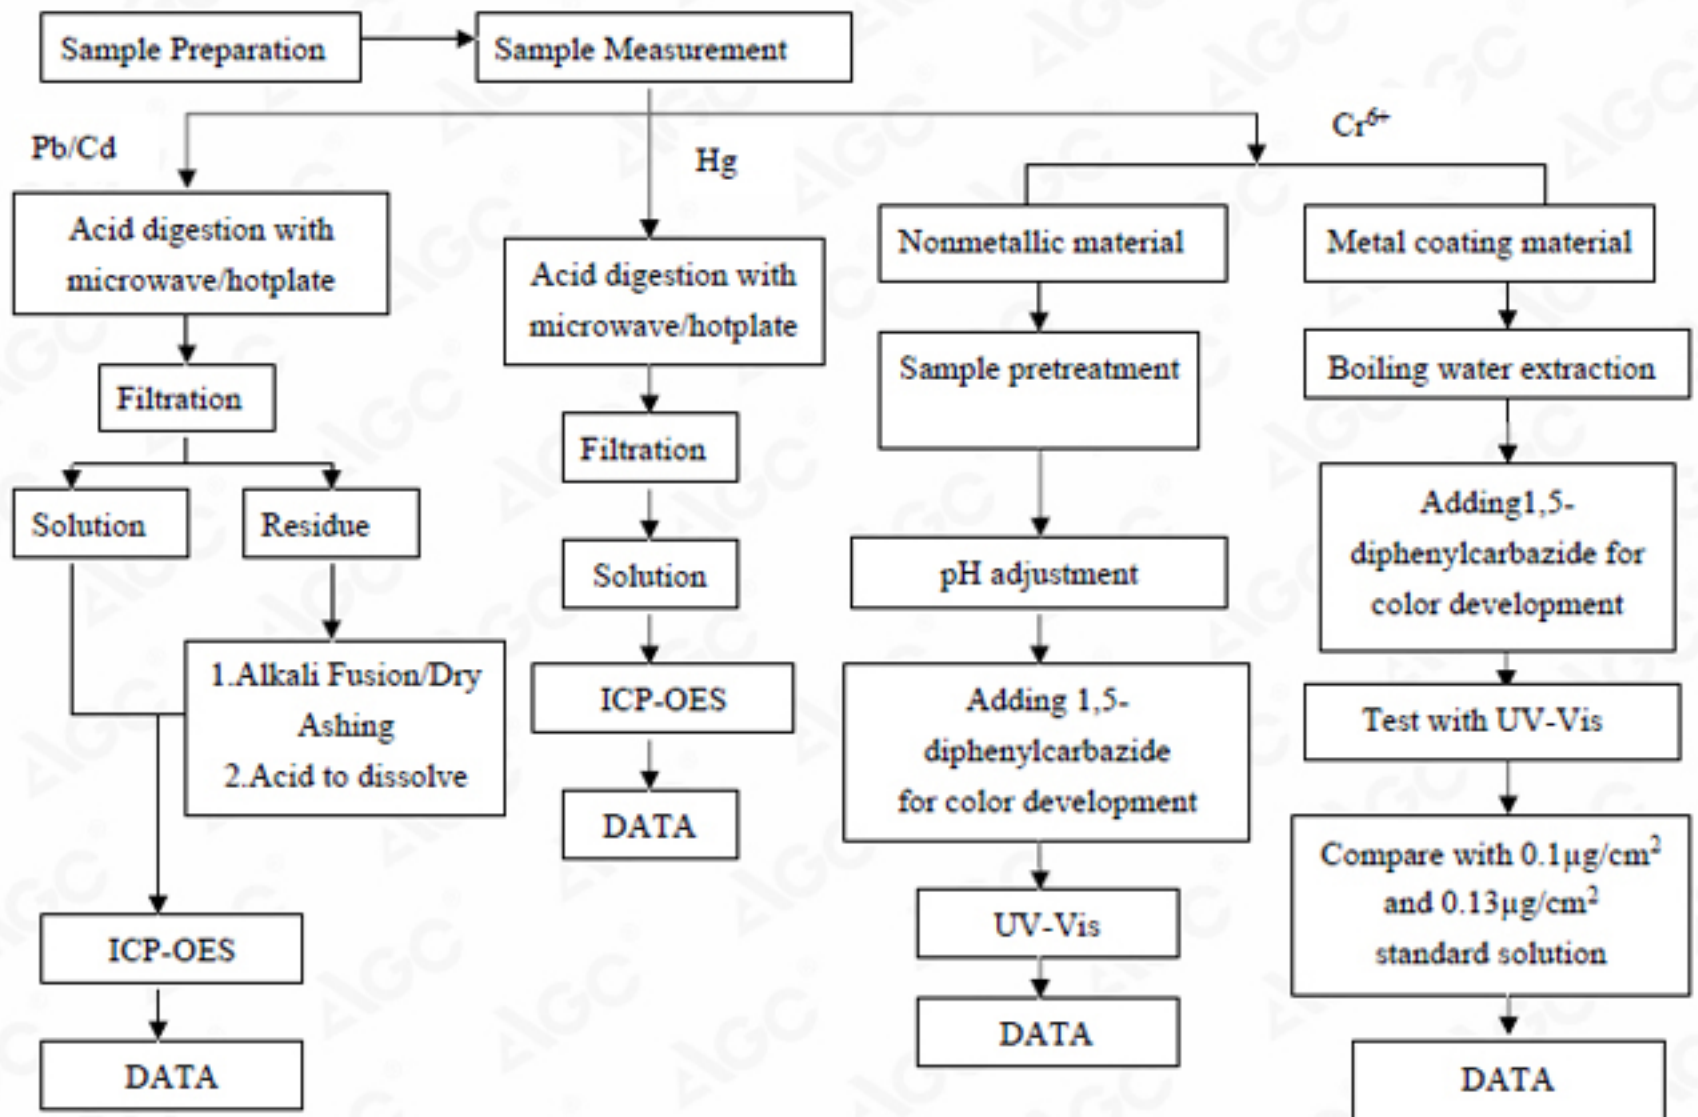 Sample Preparation
Sample Measurement
Pb/Cd
Hg
Cr6+
Acid digestion with
microwave/hotplate
Filtration
Solution
Residue
1.Alkali Fusion/Dry
Ashing
2.Acid to dissolve
ICP-OES
DATA
Acid digestion with
microwave/hotplate
Filtration
Solution
ICP-OES
DATA
Nonmetallic material
Sample pretreatment
pH adjustment
Adding 1,5-
diphenylcarbazide
for color development
UV-Vis
DATA
Metal coating material
Boiling water extraction
Adding1,5-
diphenylcarbazide for
color development
Test with UV-Vis
Compare with 0.1μg/cm²
and 0.13μg/cm²
standard solution
DATA
AGC®